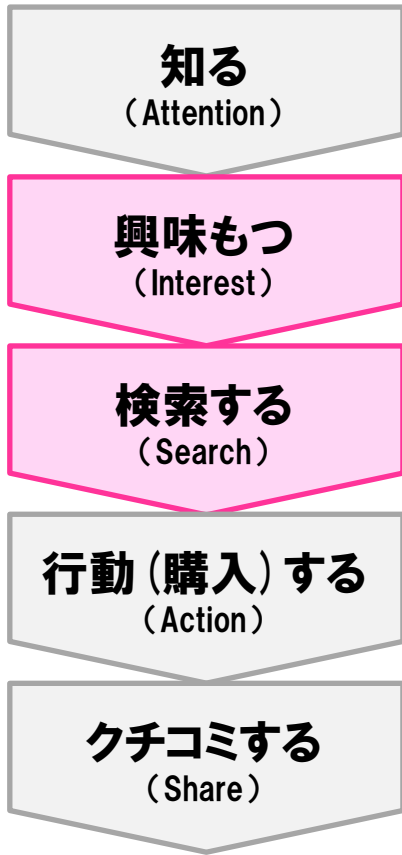 知る
（Attention）
興味もつ
（Interest）
検索する
（Search）
行動（購入）する
（Action）
クチコミする
（Share）